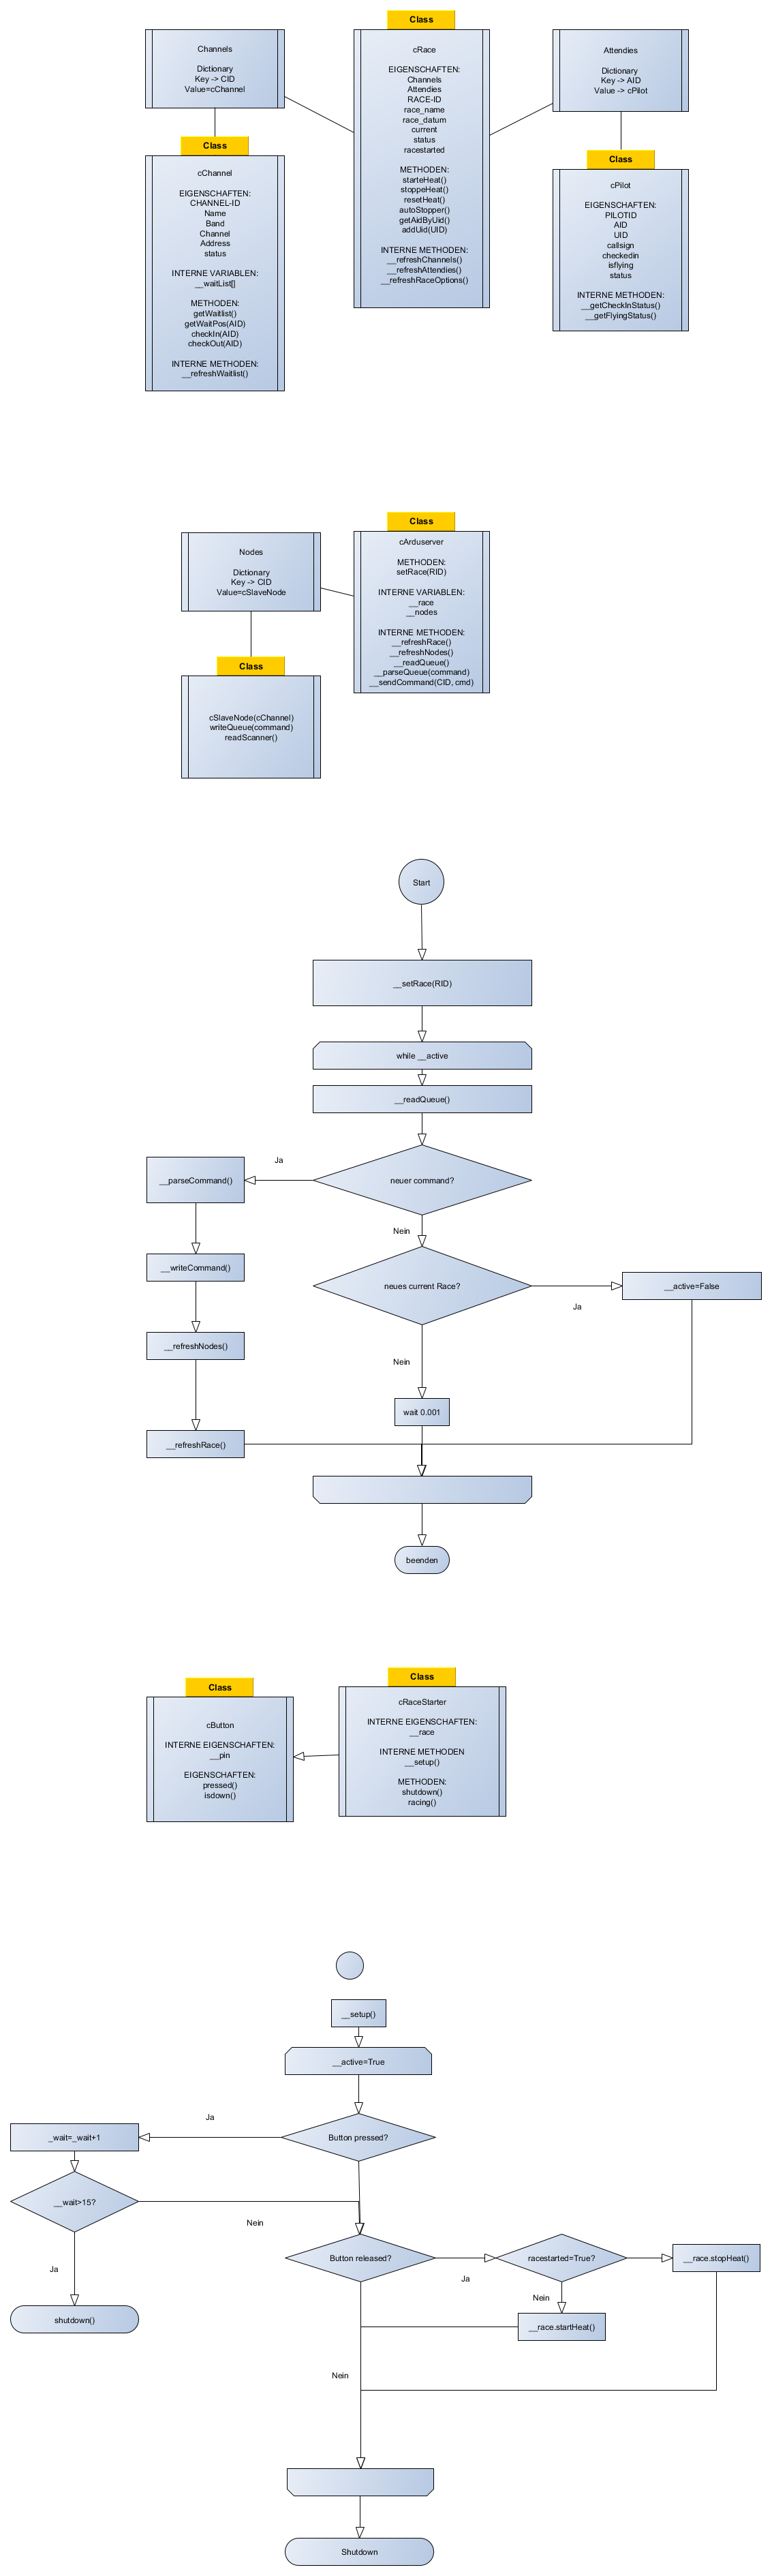 Class
Channels
Dictionary
Key -> CID
Value=cChannel
cRace
EIGENSCHAFTEN:
Channels
Attendies
RACE-ID
race_name
race_datum
current
status
racestarted
METHODEN:
starteHeat()
stoppeHeat()
resetHeat()
autoStopper()
getAidByUid()
addUid(UID)
INTERNE METHODEN:
__refreshChannels()
__refreshAttendies()
__refreshRaceOptions()
Attendies
Dictionary
Key -> AID
Value -> cPilot
Class
cChannel
EIGENSCHAFTEN:
CHANNEL-ID
Name
Band
Channel
Address
status
INTERNE VARIABLEN:
__waitList[]
METHODEN:
getWaitlist()
getWaitPos(AID)
checkIn(AID)
checkOut(AID)
INTERNE METHODEN:
__refreshWaitlist()
Class
cPilot
EIGENSCHAFTEN:
PILOTID
AID
UID
callsign
checkedin
isflying
status
INTERNE METHODEN:
__getCheckInStatus()
__getFlyingStatus()
Nodes
Dictionary
Key -> CID
Value=cSlaveNode
Class
cArduserver
METHODEN:
setRace(RID)
INTERNE VARIABLEN:
__race
__nodes
INTERNE METHODEN:
__refreshRace()
__refreshNodes()
__readQueue()
__parseQueue(command)
__sendCommand(CID, cmd)
Class
cSlaveNode(cChannel)
writeQueue(command)
readScanner()
Start
__setRace(RID)
while __active
__readQueue()
neuer command?
Ja
__parseCommand()
Nein
__writeCommand()
neues current Race?
Ja
__active=False
__refreshNodes()
Nein
wait 0.001
__refreshRace()
beenden
Class
cButton
INTERNE EIGENSCHAFTEN:
__pin
EIGENSCHAFTEN:
pressed()
isdown()
Class
cRaceStarter
INTERNE EIGENSCHAFTEN:
__race
INTERNE METHODEN
__setup()
METHODEN:
shutdown()
racing()
__setup()
__active=True
Ja
Button pressed?
_wait=_wait+1
__wait>15?
Nein
Ja
shutdown()
Button released?
Ja
racestarted=True?
__race.stopHeat()
Nein
__race.startHeat()
Nein
Shutdown